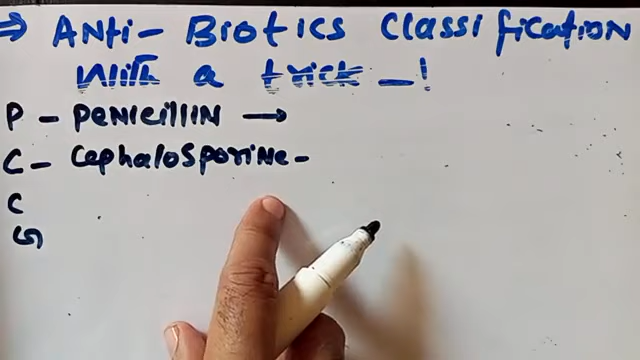 ⇒ Anti-Biotics Classification
With a trick -!
P - Penicillin →
C - Cephalosporine -
C
G